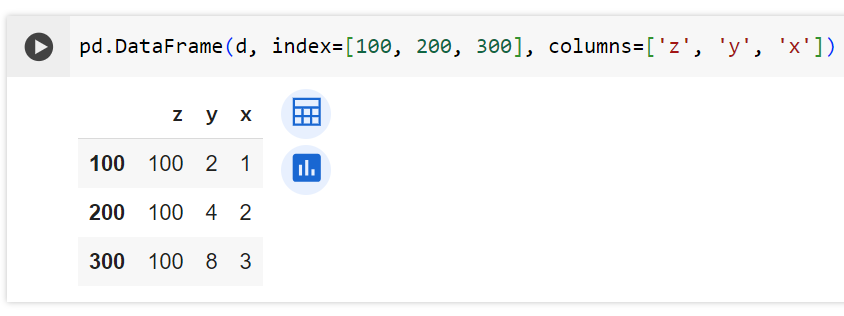 pd.DataFrame(d, index=[100, 200, 300], columns=['z', 'y', 'x'])
z y x
100 100 2 1
200 100 4 2
300 100 8 3